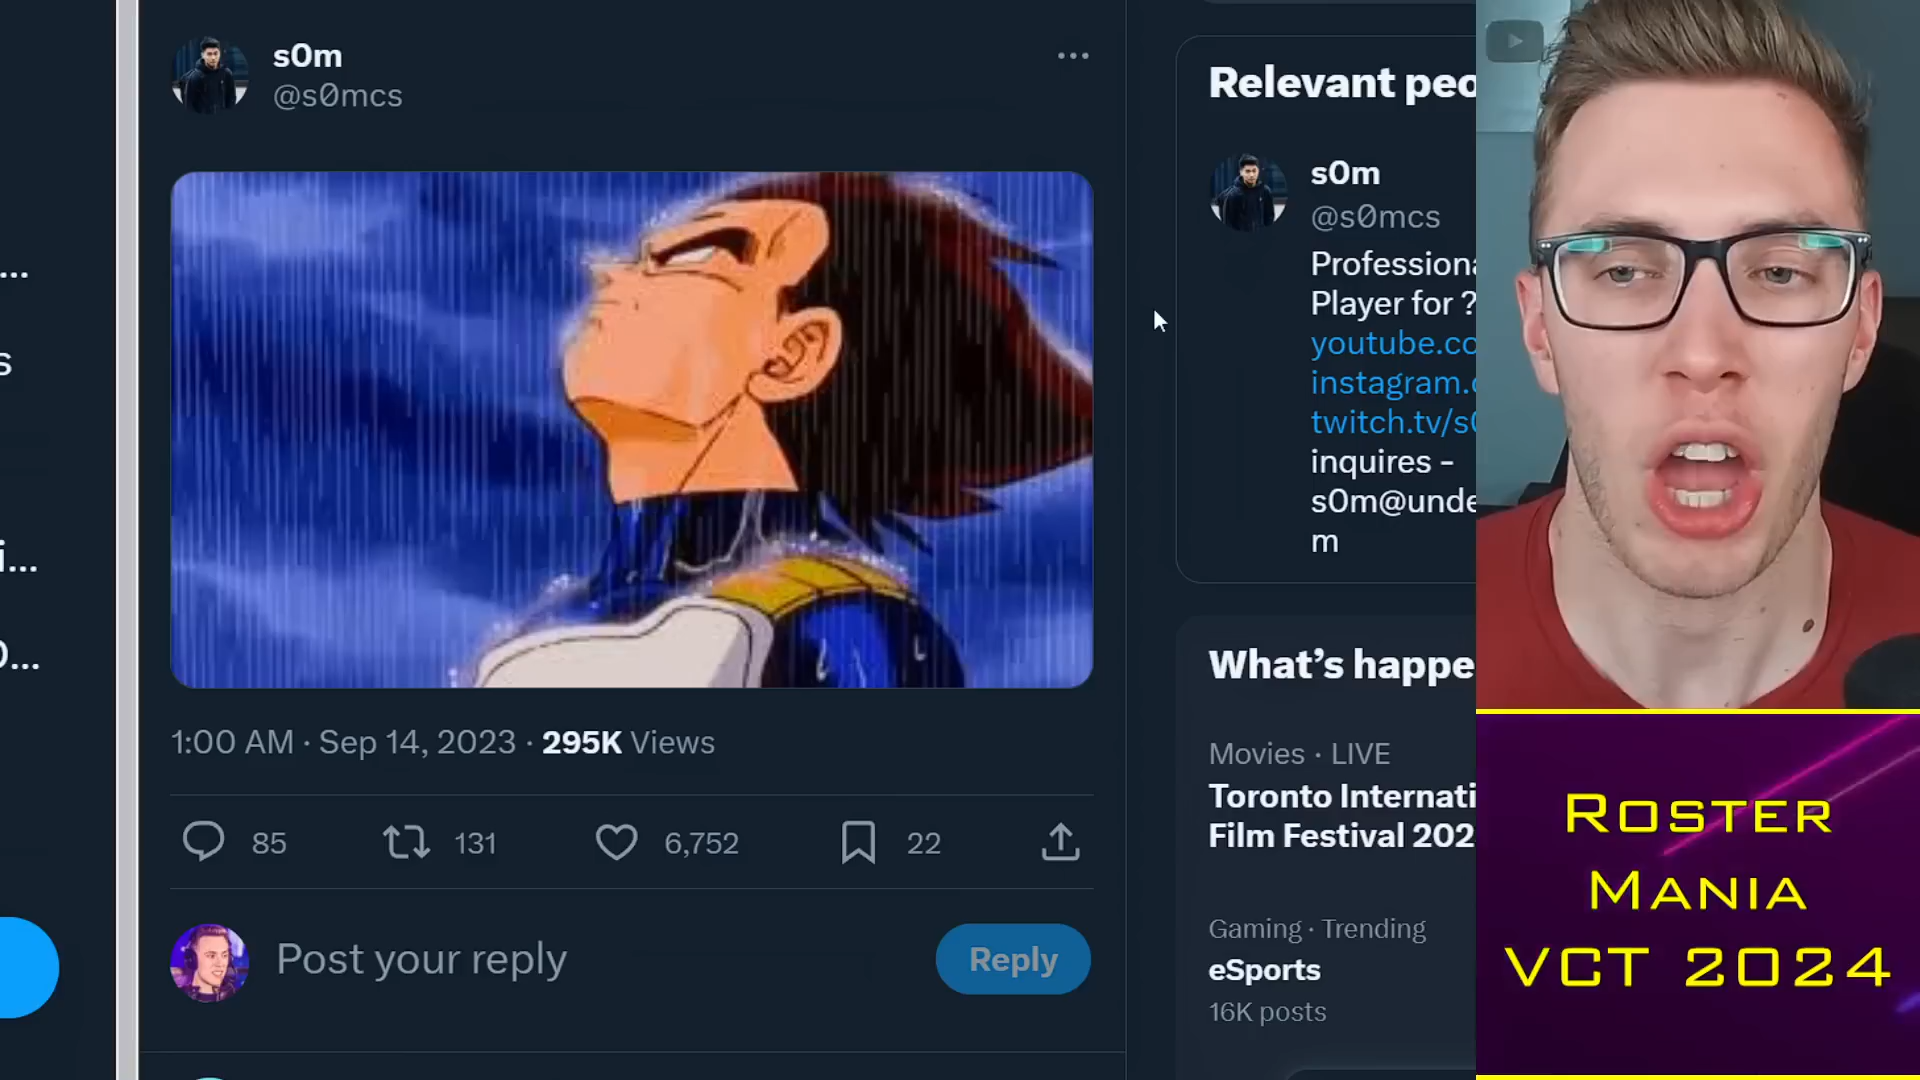 s0m
@s0mcs
...
s
i...
...
1:00 AM · Sep 14, 2023 · 295K Views
85
131
6,752
22
Post your reply
Reply
Relevant peo
s0m
@s0mcs
Professiona
Player for ?
youtube.co
instagram.c
twitch.tv/s0
inquires -
s0m@unde
m
What's happe
Movies · LIVE
Toronto Internati
Film Festival 202
Gaming · Trending
eSports
16K posts
Roster
Mania
VCT 2024